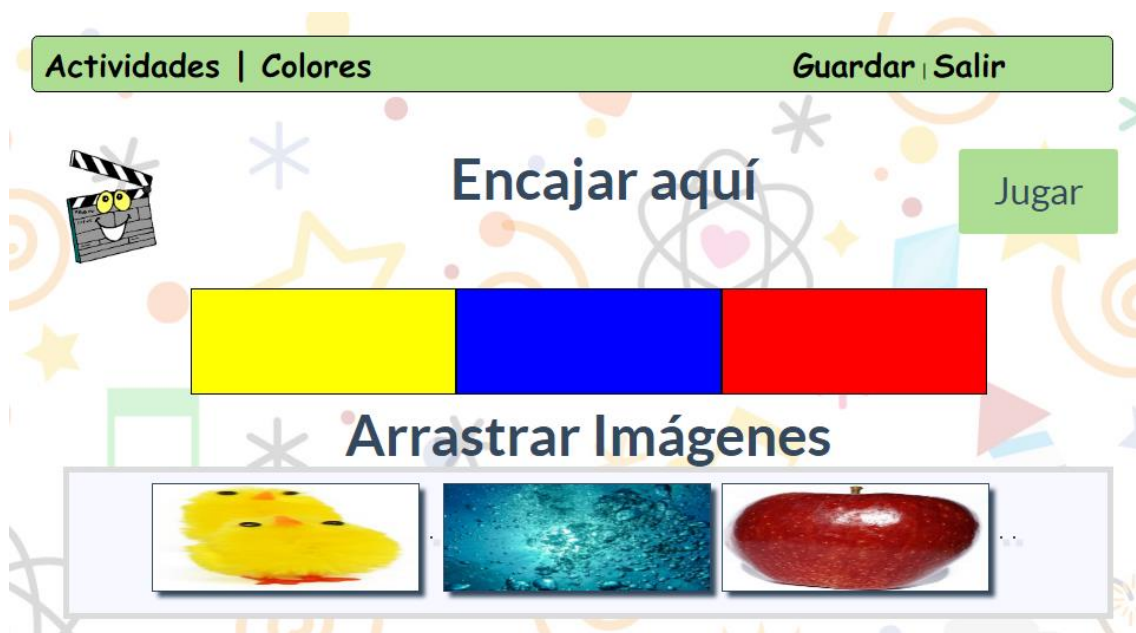 Actividades | Colores
Guardar | Salir
Encajar aquí
Jugar
Arrastrar Imágenes